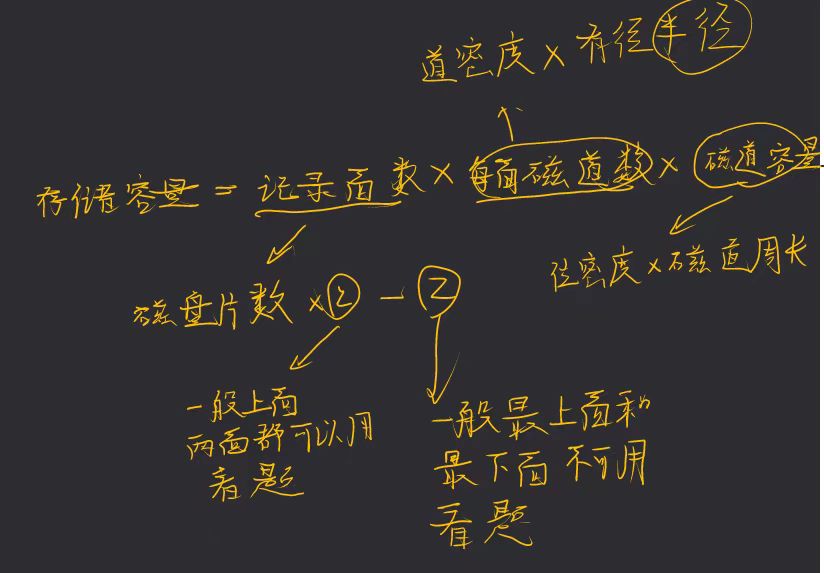 道密度×有径半径
存储容量=记录面数×每面磁道数×磁道容量
位密度×磁道周长
磁盘片数×2-2
一般上面
两面都可以用
看题
一般最上面和
最下面不可用
看题